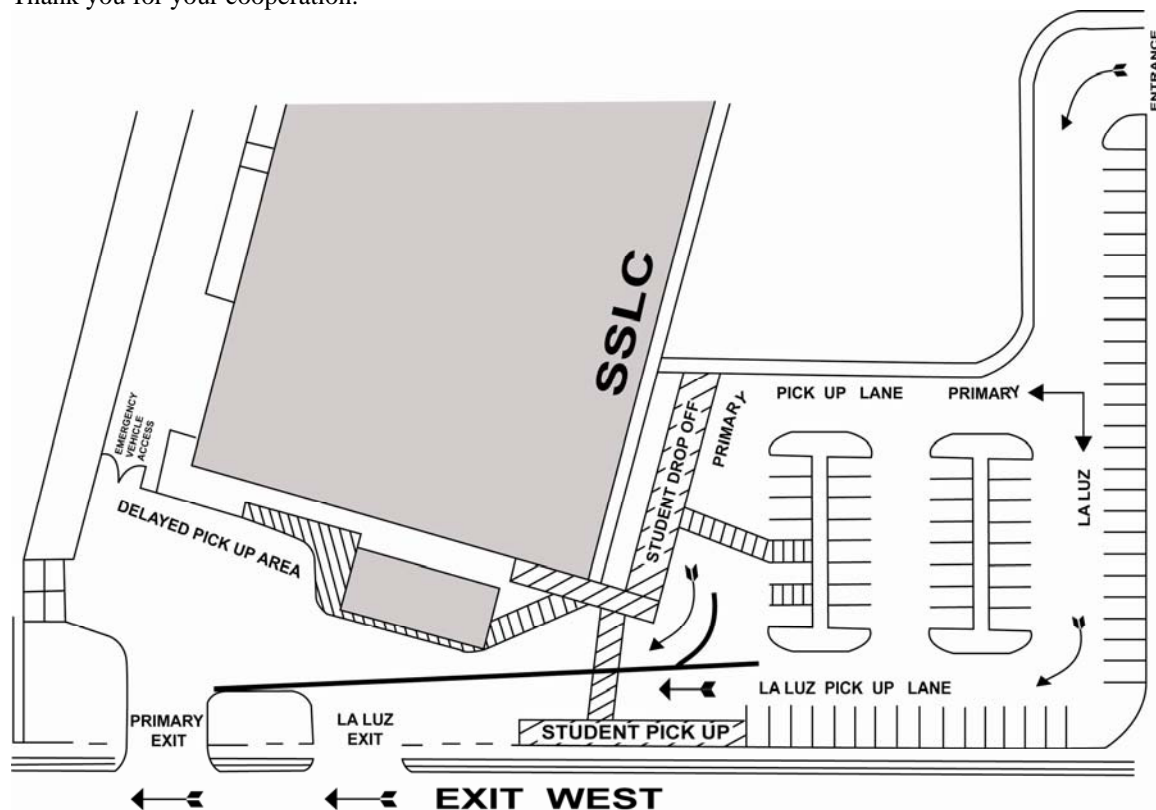 Thank you for your cooperation.
ENTRANCE
SSLC
PICK UP LANE
PRIMARY
PRIMARY
STUDENT DROP OFF
LA LUZ
EMERGENCY
VEHICLE
ACCESS
DELAYED PICK UP AREA
LA LUZ PICK UP LANE
PRIMARY
EXIT
LA LUZ
EXIT
STUDENT PICK UP
EXIT WEST